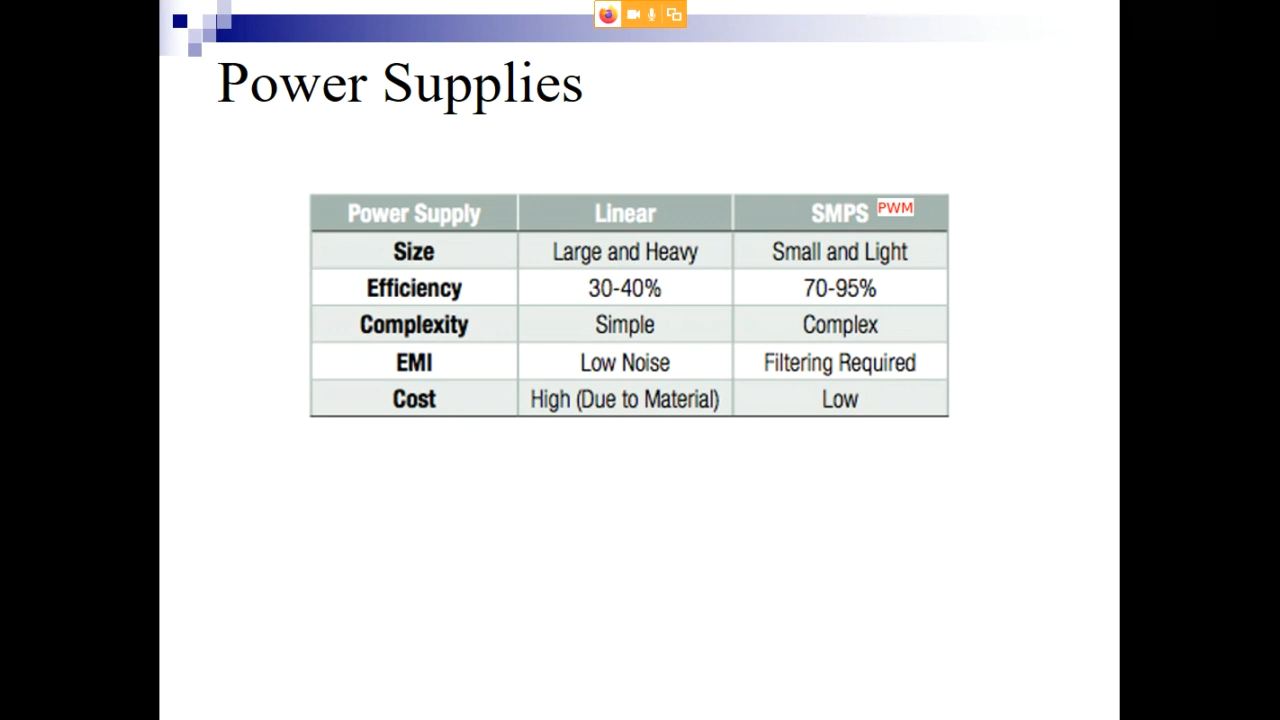 Power Supplies
Power Supply Linear SMPS PWM
Size Large and Heavy Small and Light
Efficiency 30-40% 70-95%
Complexity Simple Complex
EMI Low Noise Filtering Required
Cost High (Due to Material) Low